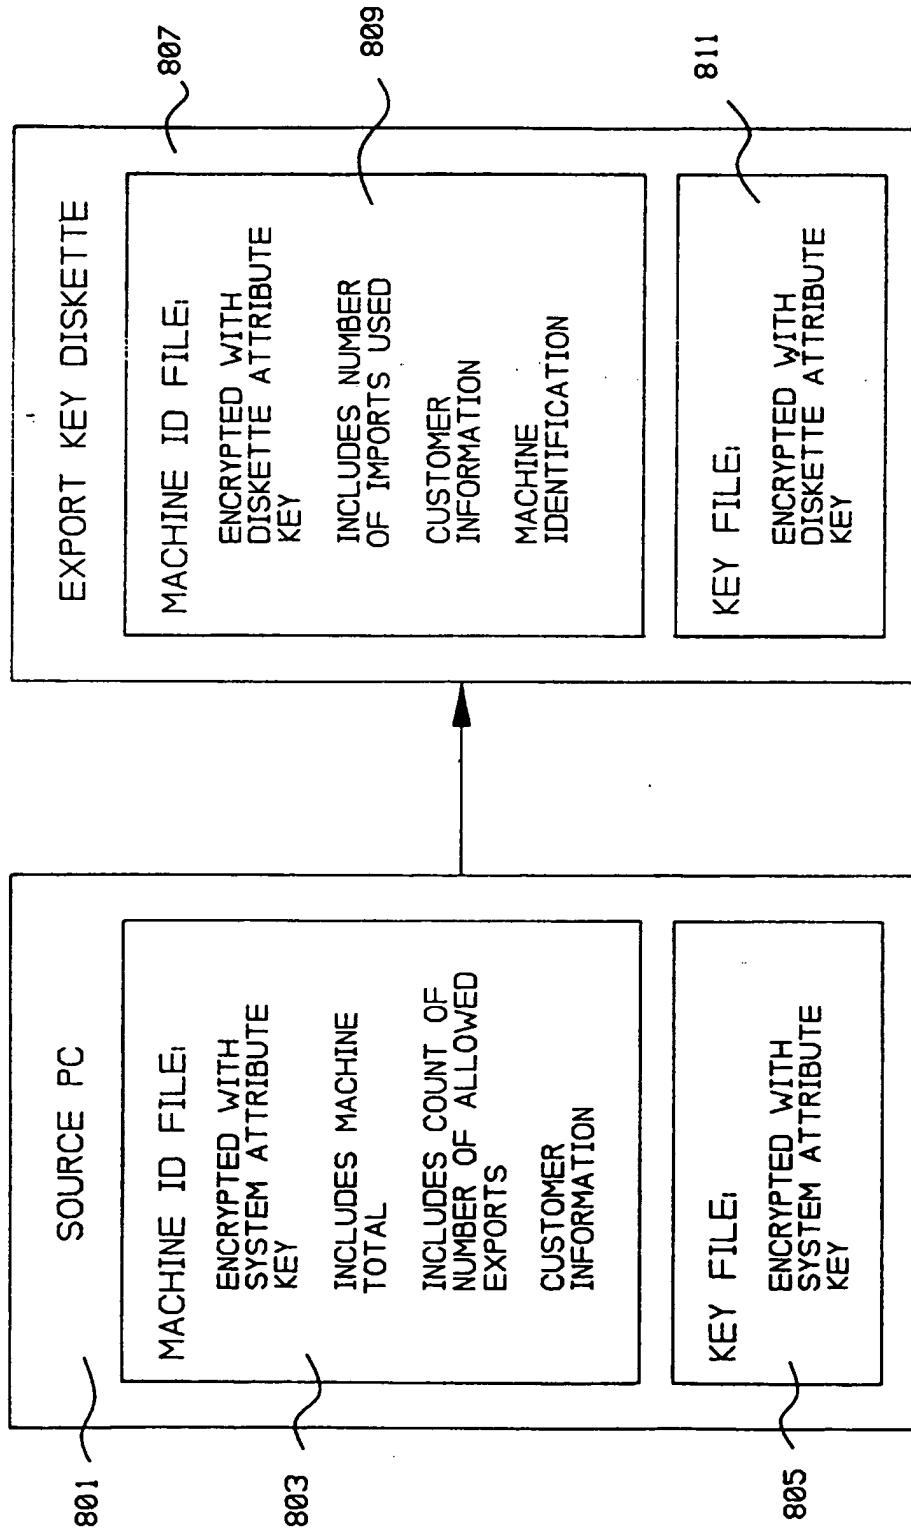 SOURCE PC
801
MACHINE ID FILE:
ENCRYPTED WITH
SYSTEM ATTRIBUTE
KEY
INCLUDES MACHINE
TOTAL
INCLUDES COUNT OF
NUMBER OF ALLOWED
EXPORTS
CUSTOMER
INFORMATION
803
KEY FILE:
ENCRYPTED WITH
SYSTEM ATTRIBUTE
KEY
805
EXPORT KEY DISKETTE
807
MACHINE ID FILE:
ENCRYPTED WITH
DISKETTE ATTRIBUTE
KEY
INCLUDES NUMBER
OF IMPORTS USED
CUSTOMER
INFORMATION
MACHINE
IDENTIFICATION
809
KEY FILE:
ENCRYPTED WITH
DISKETTE ATTRIBUTE
KEY
811